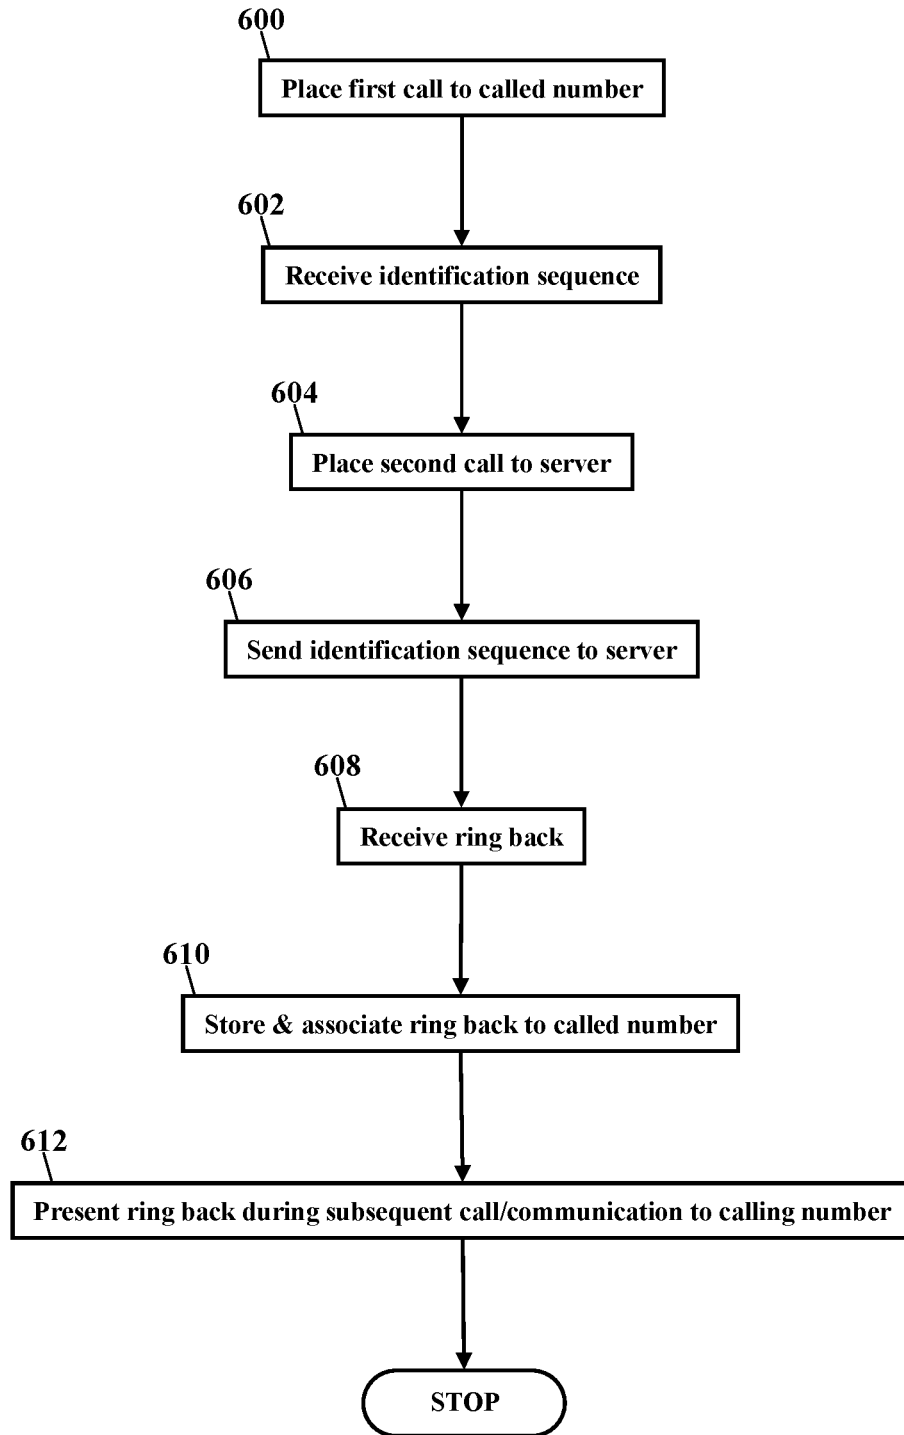 600
Place first call to called number
602
Receive identification sequence
604
Place second call to server
606
Send identification sequence to server
608
Receive ring back
610
Store & associate ring back to called number
612
Present ring back during subsequent call/communication to calling number
STOP